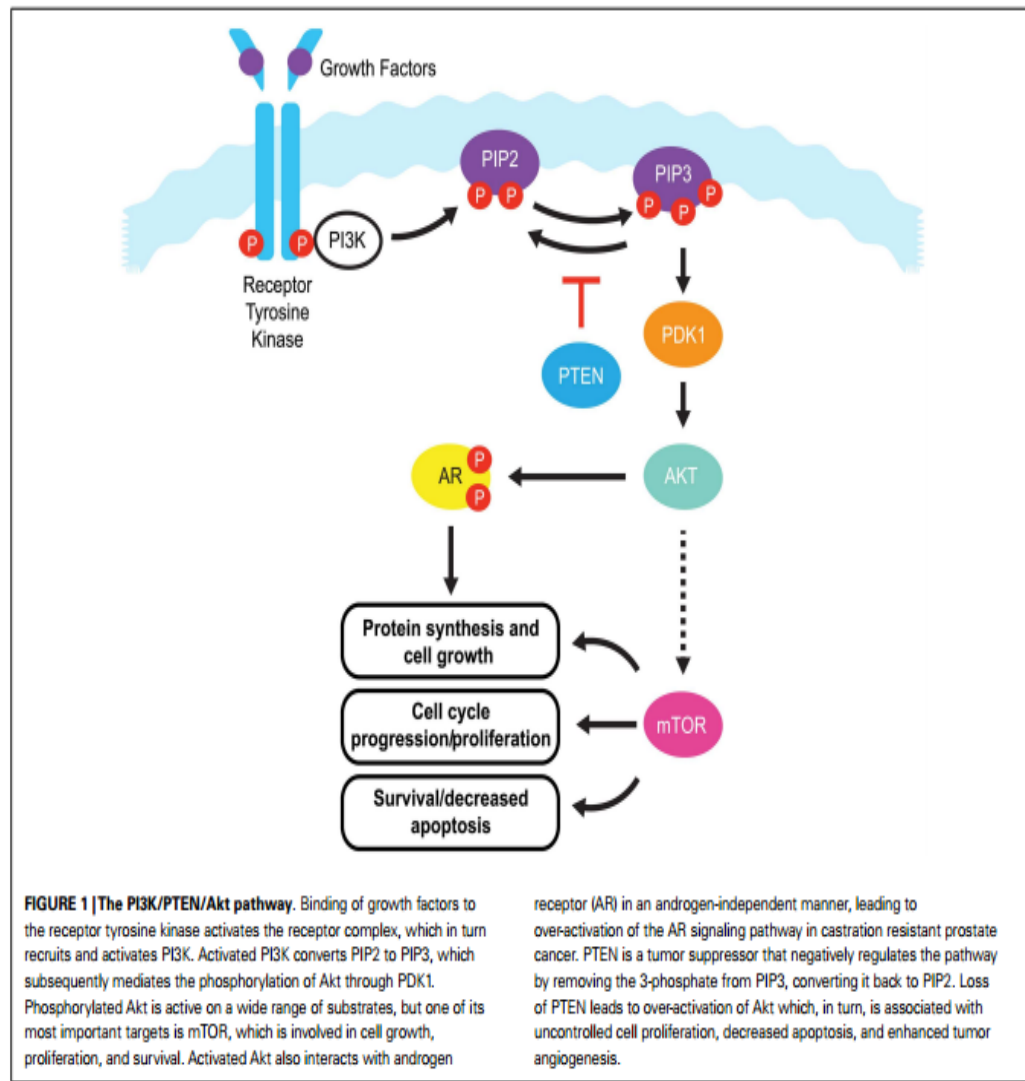 Growth Factors
PIP2
P P
PIP3
P P P
P P PI3K
Receptor
Tyrosine
Kinase
PDK1
PTEN
AR P
P
AKT
Protein synthesis and
cell growth
Cell cycle
progression/proliferation
mTOR
Survival/decreased
apoptosis
FIGURE 1 | The PI3K/PTEN/Akt pathway. Binding of growth factors to
the receptor tyrosine kinase activates the receptor complex, which in turn
recruits and activates PI3K. Activated PI3K converts PIP2 to PIP3, which
subsequently mediates the phosphorylation of Akt through PDK1.
Phosphorylated Akt is active on a wide range of substrates, but one of its
most important targets is mTOR, which is involved in cell growth,
proliferation, and survival. Activated Akt also interacts with androgen
receptor (AR) in an androgen-independent manner, leading to
over-activation of the AR signaling pathway in castration resistant prostate
cancer. PTEN is a tumor suppressor that negatively regulates the pathway
by removing the 3-phosphate from PIP3, converting it back to PIP2. Loss
of PTEN leads to over-activation of Akt which, in turn, is associated with
uncontrolled cell proliferation, decreased apoptosis, and enhanced tumor
angiogenesis.